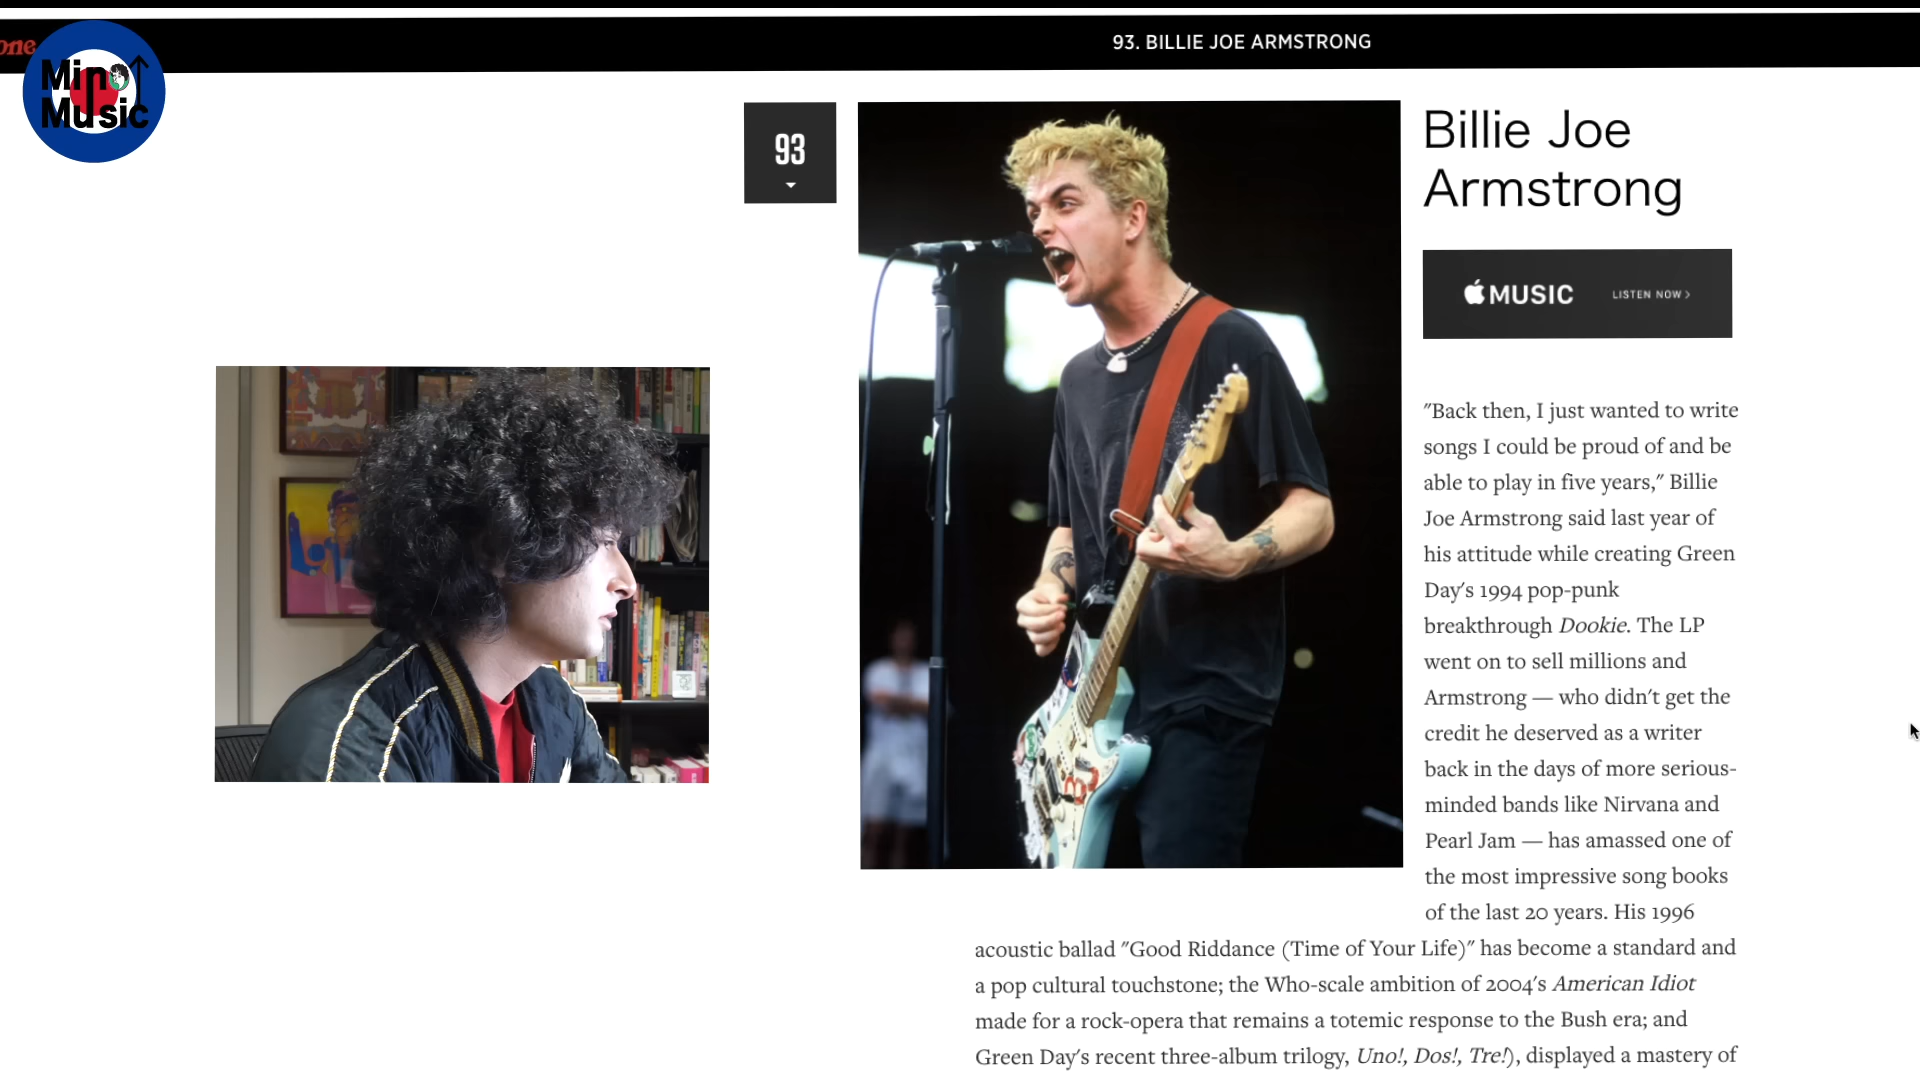 one
93. BILLIE JOE ARMSTRONG
Min
Music
93
Billie Joe
Armstrong
MUSIC LISTEN NOW >
"Back then, I just wanted to write
songs I could be proud of and be
able to play in five years," Billie
Joe Armstrong said last year of
his attitude while creating Green
Day's 1994 pop-punk
breakthrough Dookie. The LP
went on to sell millions and
Armstrong — who didn't get the
credit he deserved as a writer
back in the days of more serious-
minded bands like Nirvana and
Pearl Jam — has amassed one of
the most impressive song books
of the last 20 years. His 1996
acoustic ballad "Good Riddance (Time of Your Life)" has become a standard and
a pop cultural touchstone; the Who-scale ambition of 2004's American Idiot
made for a rock-opera that remains a totemic response to the Bush era; and
Green Day's recent three-album trilogy, Uno!, Dos!, Tre!), displayed a mastery of